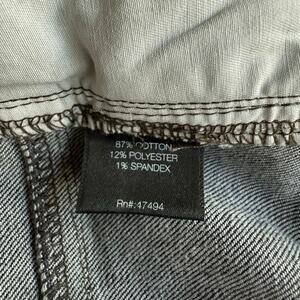 87% COTTON
12% POLYESTER
1% SPANDEX
Rn#:47494